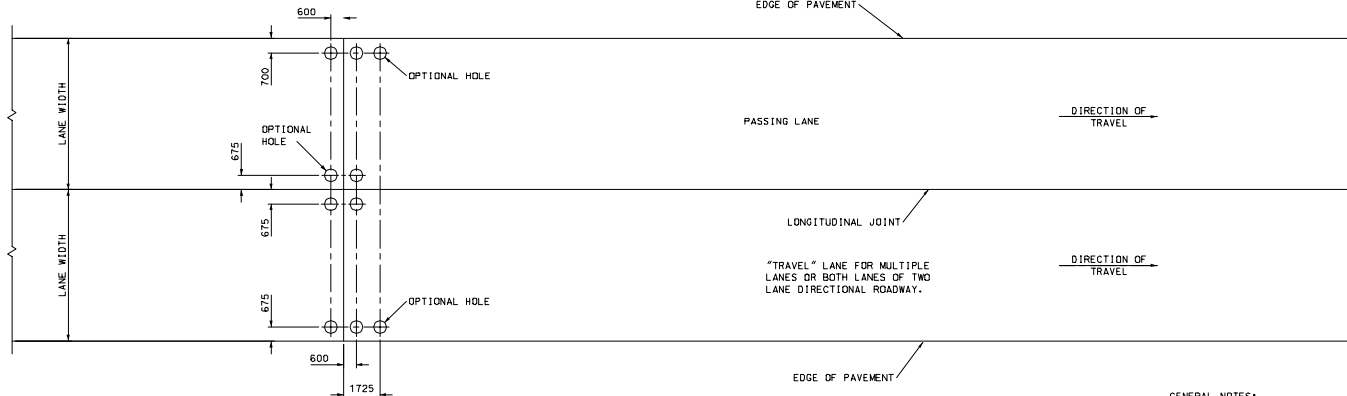 EDGE OF PAVEMENT
600
700
OPTIONAL HOLE
LANE WIDTH
PASSING LANE
DIRECTION OF
TRAVEL
OPTIONAL
HOLE
675
LONGITUDINAL JOINT
675
LANE WIDTH
"TRAVEL" LANE FOR MULTIPLE
LANES OR BOTH LANES OF TWO
LANE DIRECTIONAL ROADWAY.
DIRECTION OF
TRAVEL
675
OPTIONAL HOLE
600
EDGE OF PAVEMENT
1725
GENERAL NOTES: